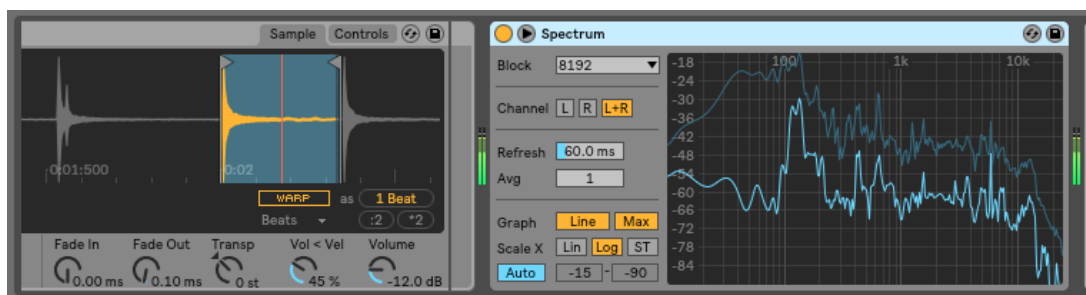 Sample Controls
0:01:500
0:02
WARP as 1 Beat
Beats :2 *2
Fade In Fade Out Transp Vol < Vel Volume
0.00 ms 0.10 ms 0 st 45 % -12.0 dB
Spectrum
Block 8192
Channel L R L+R
Refresh 60.0 ms
Avg 1
Graph Line Max
Scale X Lin Log ST
Auto -15 - -90
100 1k 10k
-18
-24
-30
-36
-42
-48
-54
-60
-66
-72
-78
-84